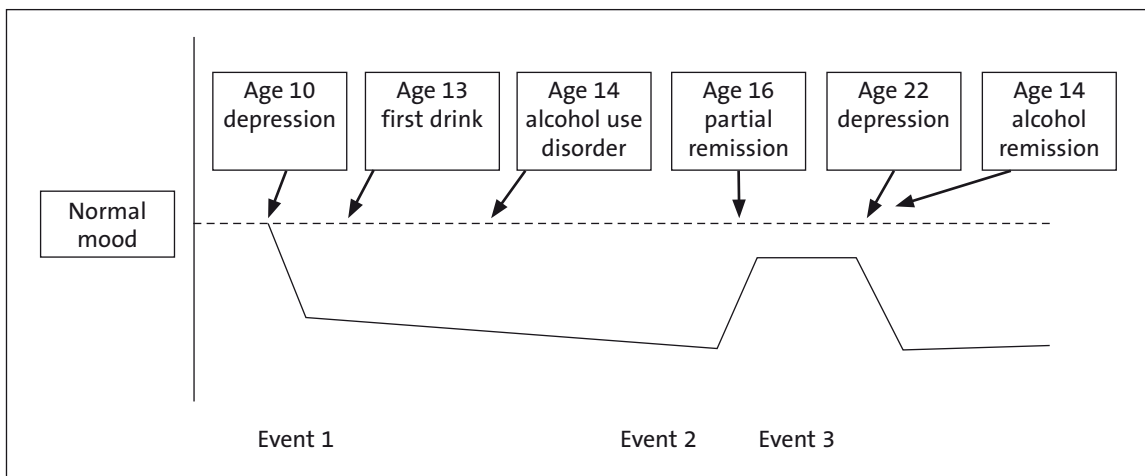 Age 10
depression
Age 13
first drink
Age 14
alcohol use
disorder
Age 16
partial
remission
Age 22
depression
Age 14
alcohol
remission
Normal
mood
Event 1
Event 2
Event 3